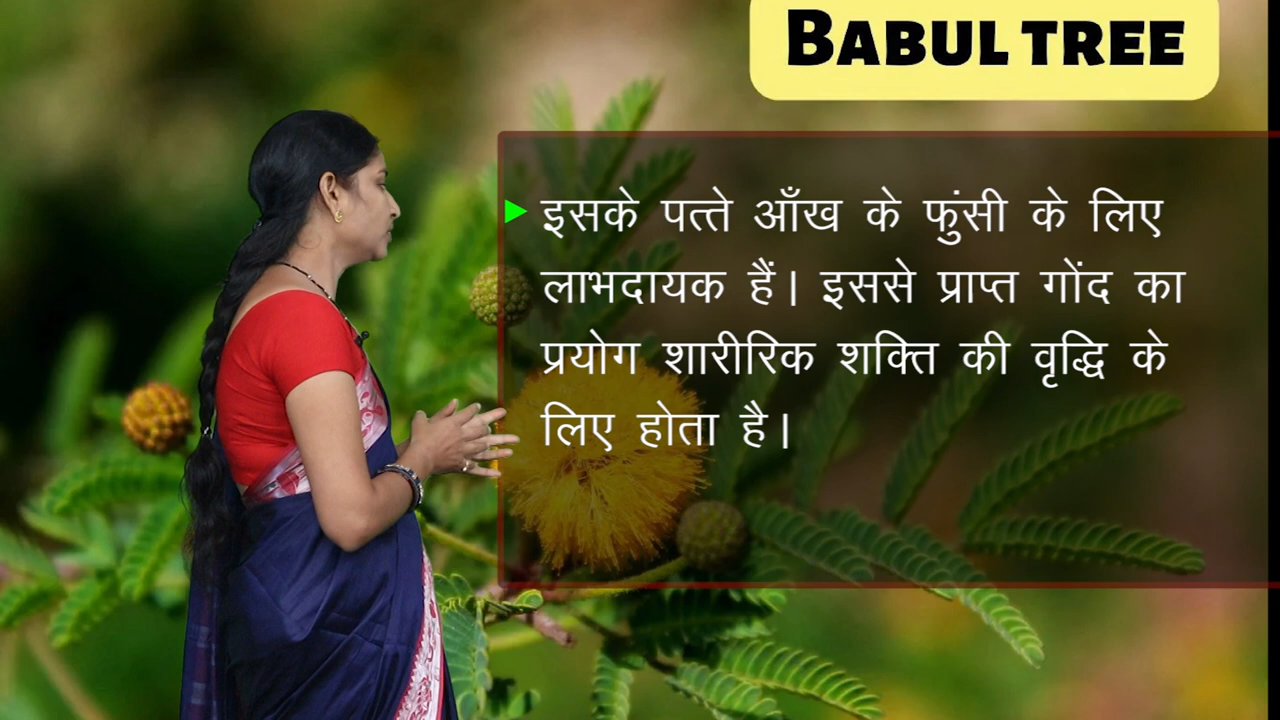 BABUL TREE
इसके पत्ते आँख के फुंसी के लिए
लाभदायक हैं। इससे प्राप्त गोंद का
प्रयोग शारीरिक शक्ति की वृद्धि के
लिए होता है।